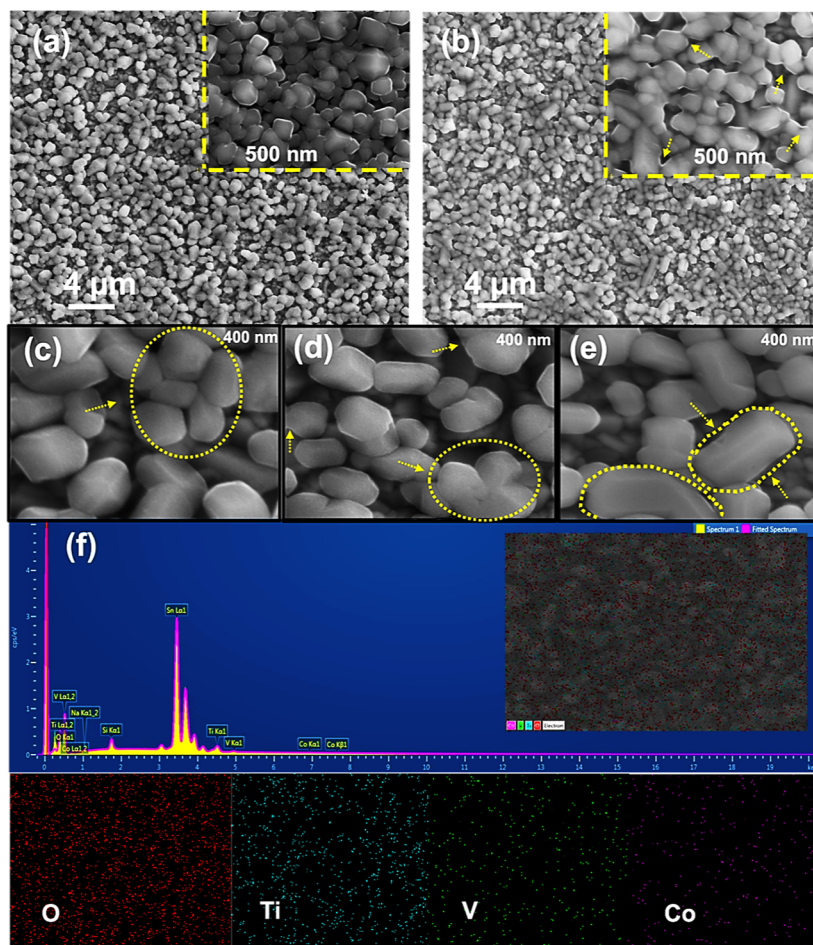 (a)
500 nm
4 µm
(b)
500 nm
4 µm
(c)
400 nm
(d)
400 nm
(e)
400 nm
(f)
Spectrum 1
Fitted Spectrum
cps/eV
4
3
2
1
0
Sn Lα1
V Lα1,2
Na Kα1_2
Ti Lα1,2
O Kα1
Co Lα1_2
Si Kα1
Ti Kα1
V Kα1
Co Kα1
Co Kβ1
Electron
0 1 2 3 4 5 6 7 8 9 10 11 12 13 14 15 16 17 18 19
O
Ti
V
Co